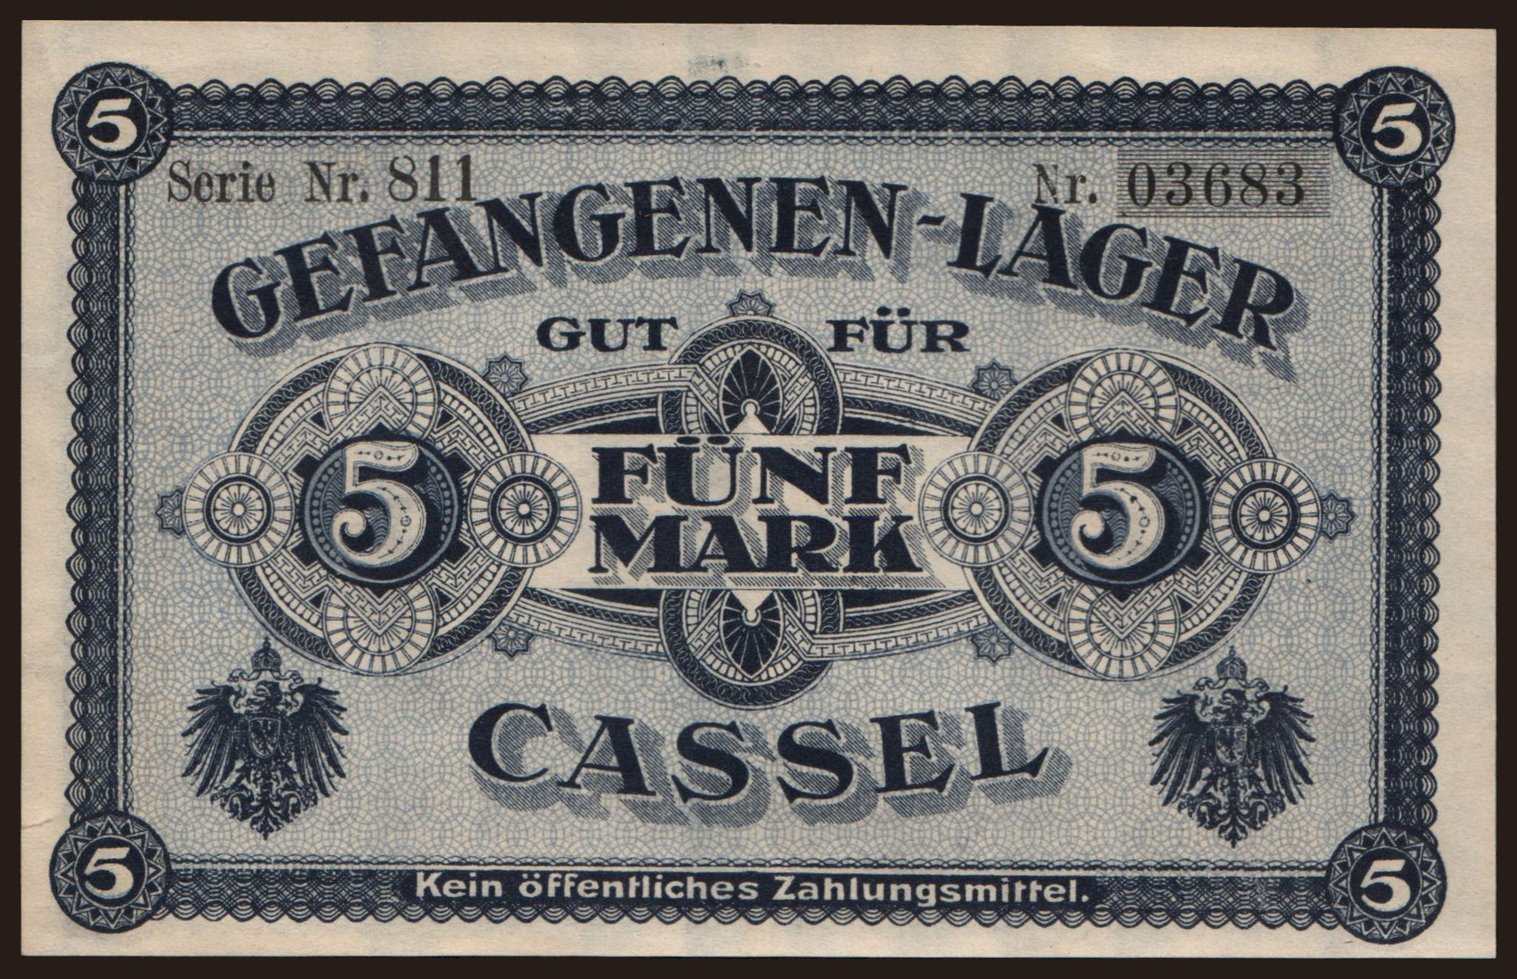 5 5
Serie Nr. 811 Nr. 03683
GEFANGENEN-LAGER
GUT FÜR
5 FÜNF 5
MARK
CASSEL
5 Kein öffentliches Zahlungsmittel. 5